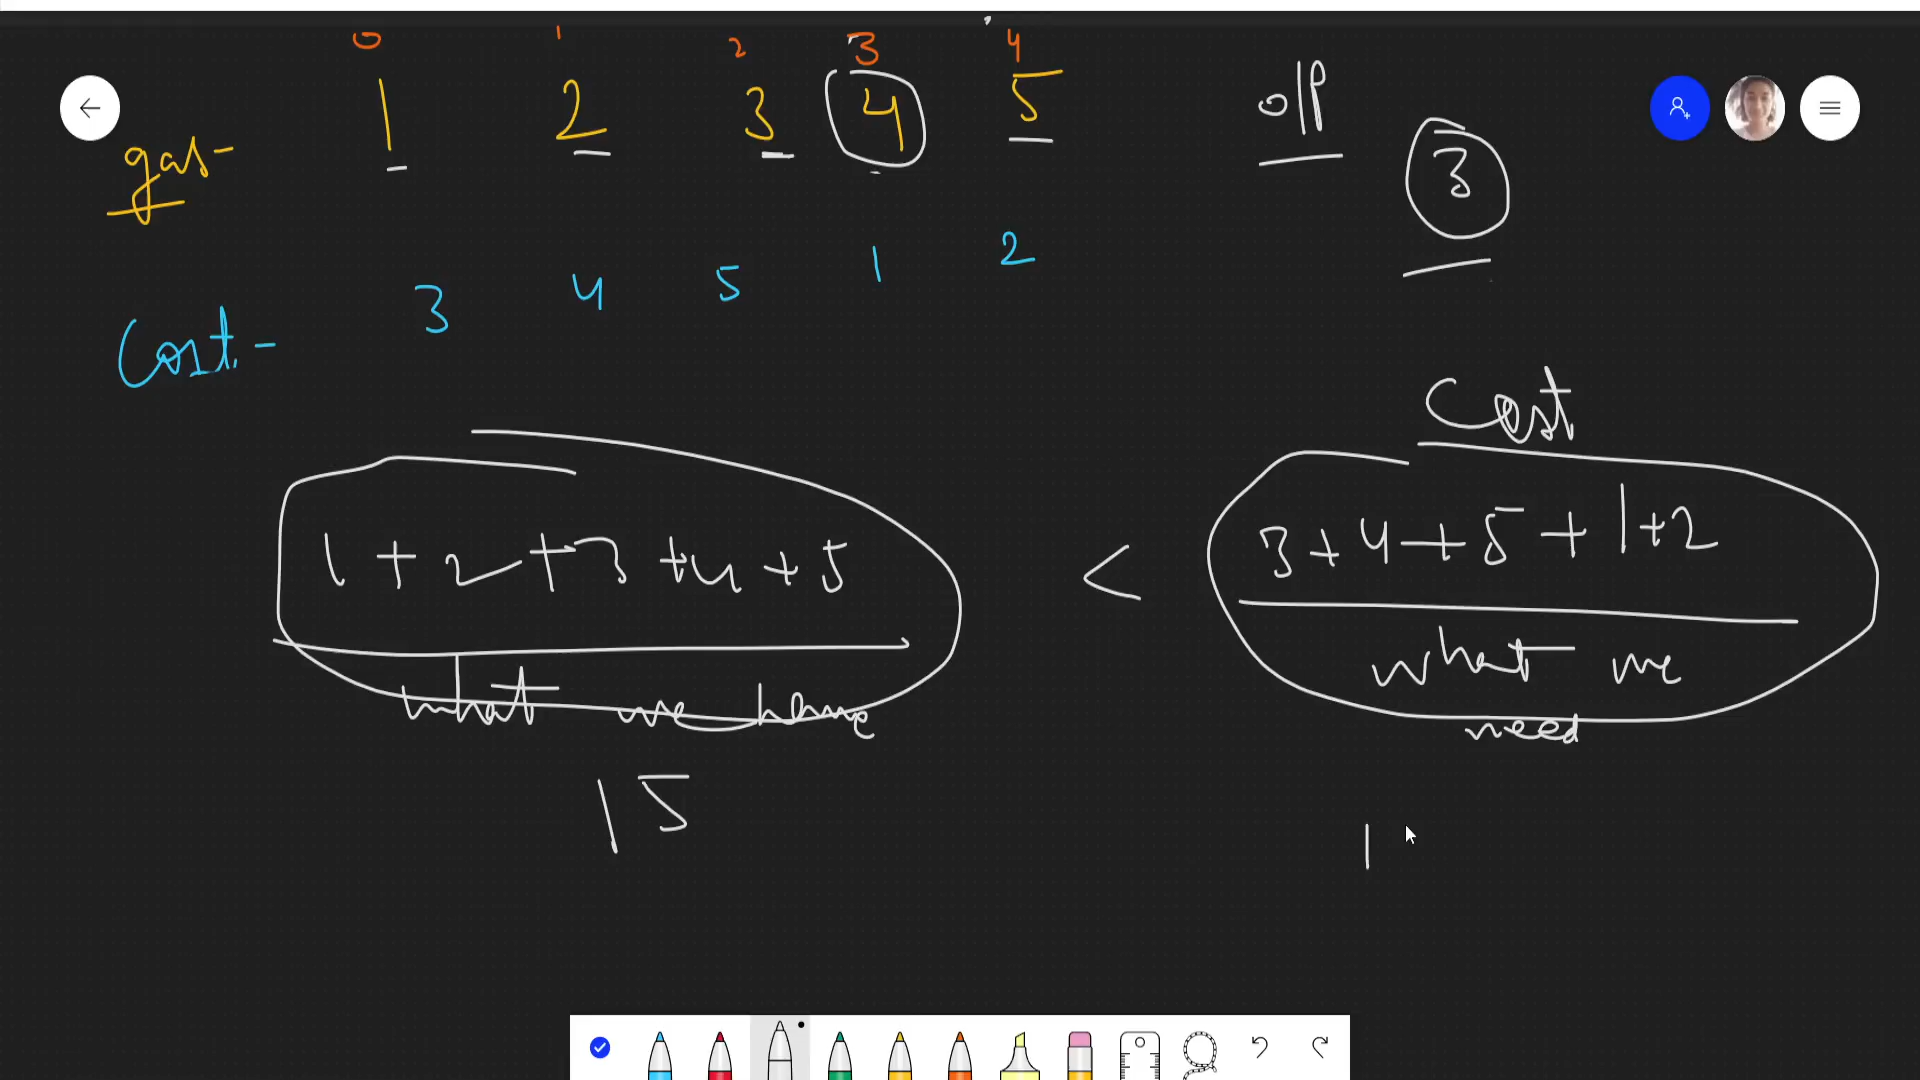 0 1 2 3 4
gas- 1 2 3 4 5
o/p
3
Cost.- 3 4 5 1 2
Cost
1 + 2 + 3 + 4 + 5 < 3 + 4 + 5 + 1 + 2
what we have
what we
need
15
1